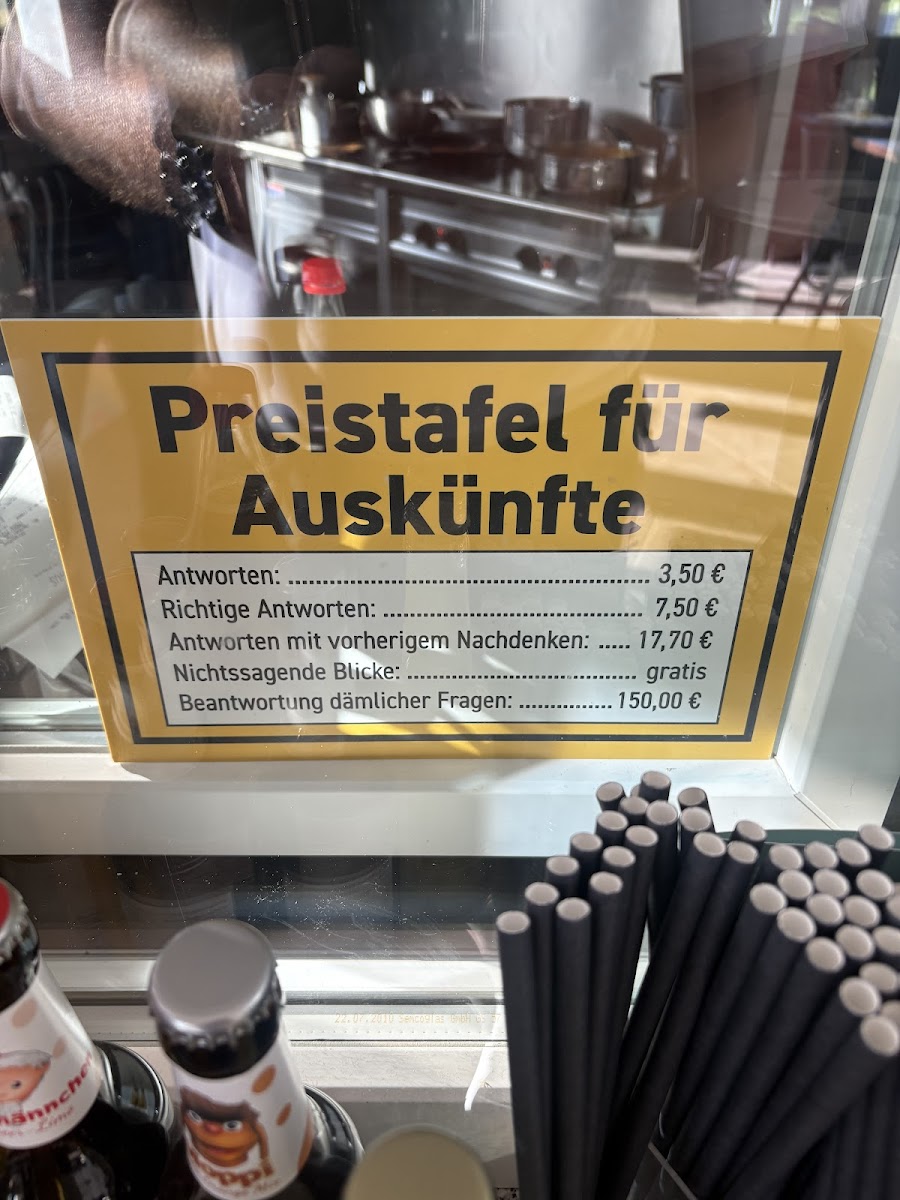 Preistafel für
Auskünfte
Antworten: ........................................................ 3,50 €
Richtige Antworten: ...................................... 7,50 €
Antworten mit vorherigem Nachdenken: ..... 17,70 €
Nichtssagende Blicke: ...................................... gratis
Beantwortung dämlicher Fragen: ............... 150,00 €